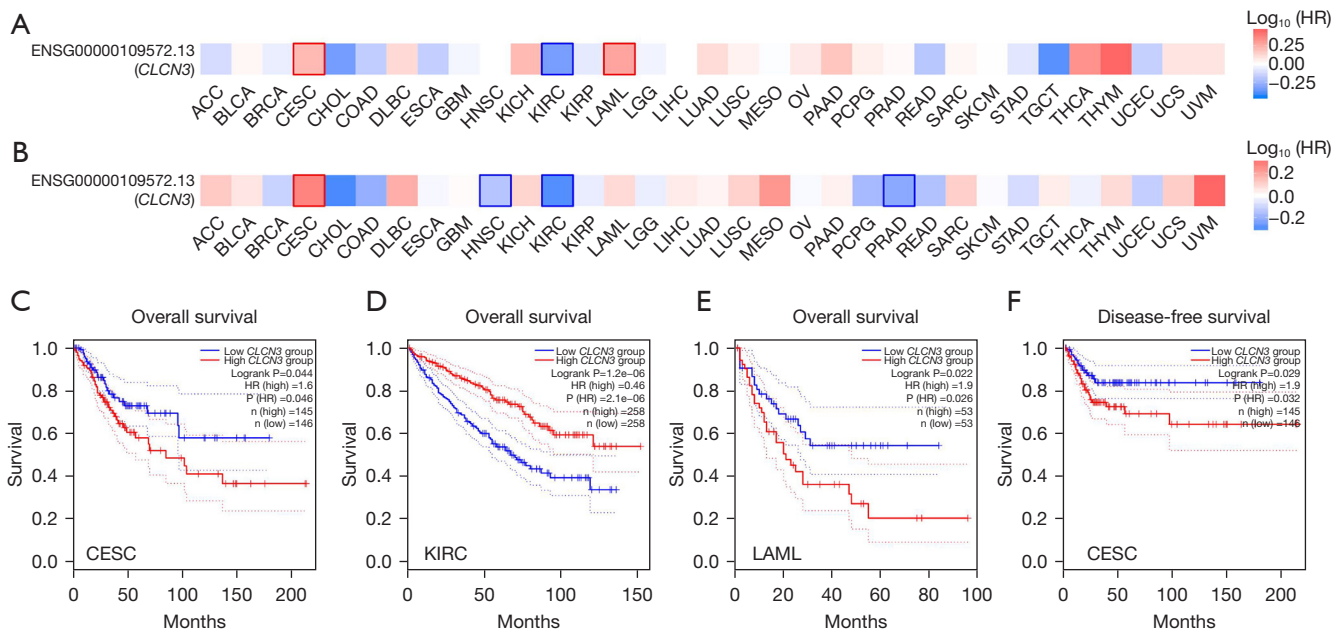 A
ENSG00000109572.13
(CLCN3)
ACC
BLCA
BRCA
CESC
CHOL
COAD
DLBC
ESCA
GBM
HNSC
KICH
KIRC
KIRP
LAML
LGG
LIHC
LUAD
LUSC
MESO
OV
PAAD
PCPG
PRAD
READ
SARC
SKCM
STAD
TGCT
THCA
THYM
UCEC
UCS
UVM
Log10 (HR)
0.25
0.00
−0.25
B
ENSG00000109572.13
(CLCN3)
ACC
BLCA
BRCA
CESC
CHOL
COAD
DLBC
ESCA
GBM
HNSC
KICH
KIRC
KIRP
LAML
LGG
LIHC
LUAD
LUSC
MESO
OV
PAAD
PCPG
PRAD
READ
SARC
SKCM
STAD
TGCT
THCA
THYM
UCEC
UCS
UVM
Log10 (HR)
0.2
0.0
−0.2
C
Overall survival
Low CLCN3 group
High CLCN3 group
Logrank P=0.044
HR (high) =1.6
P (HR) =0.046
n (high) =145
n (low) =146
Survival
1.0
0.8
0.6
0.4
0.2
0.0
CESC
0 50 100 150 200
Months
D
Overall survival
Low CLCN3 group
High CLCN3 group
Logrank P=1.2e−06
HR (high) =0.46
P (HR) =2.1e−06
n (high) =258
n (low) =258
Survival
1.0
0.8
0.6
0.4
0.2
0.0
KIRC
0 50 100 150
Months
E
Overall survival
Low CLCN3 group
High CLCN3 group
Logrank P=0.022
HR (high) =1.9
P (HR) =0.026
n (high) =53
n (low) =53
Survival
1.0
0.8
0.6
0.4
0.2
0.0
LAML
0 20 40 60 80 100
Months
F
Disease-free survival
Low CLCN3 group
High CLCN3 group
Logrank P=0.029
HR (high) =1.9
P (HR) =0.032
n (high) =145
n (low) =146
Survival
1.0
0.8
0.6
0.4
0.2
0.0
CESC
0 50 100 150 200
Months